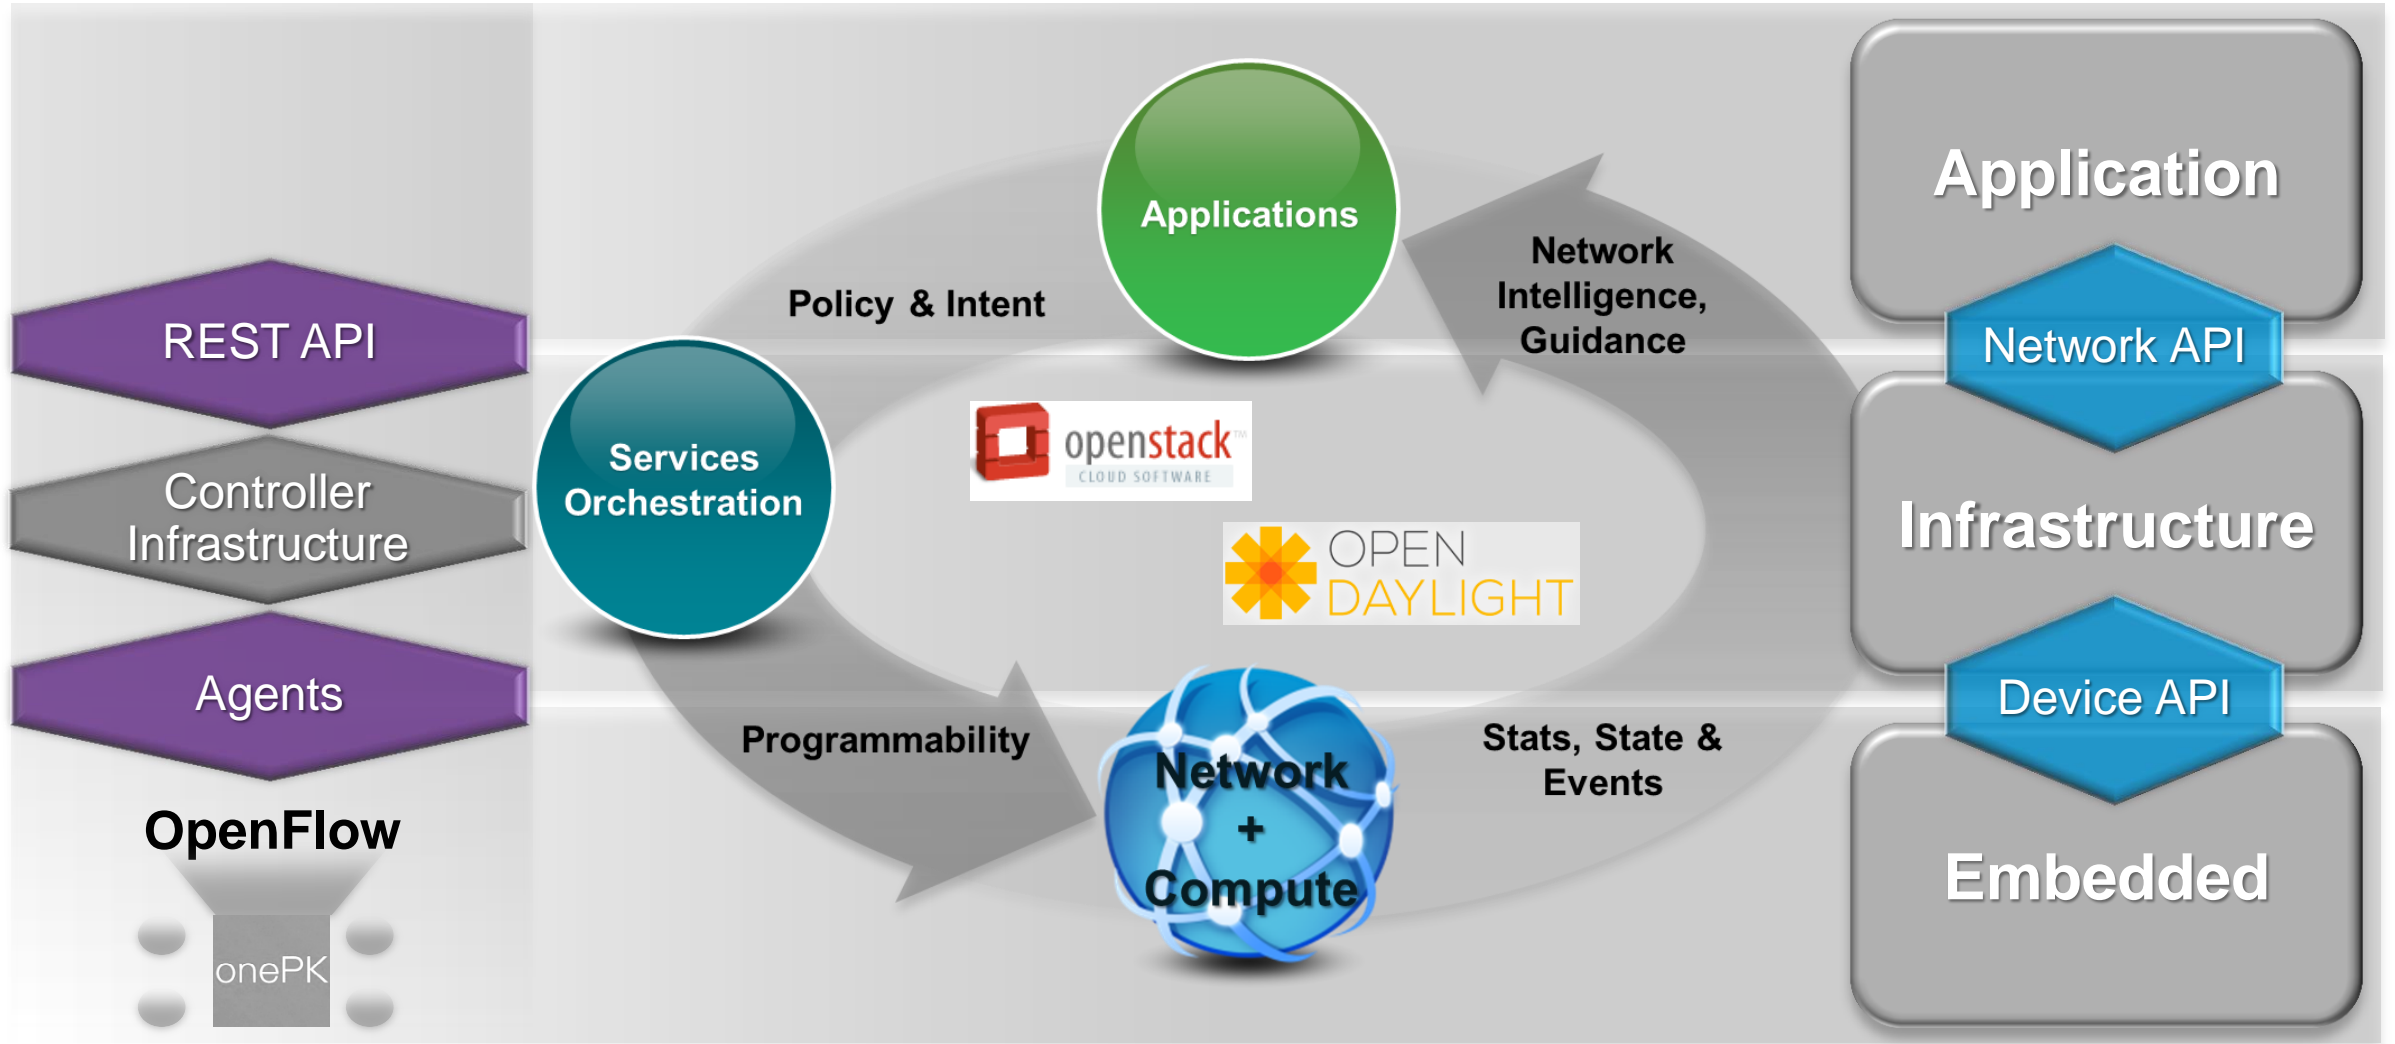 REST API
Controller
Infrastructure
Agents
OpenFlow
onePK
Applications
Policy & Intent
Network
Intelligence,
Guidance
Services
Orchestration
openstack™
CLOUD SOFTWARE
OPEN
DAYLIGHT
Programmability
Network
+
Compute
Stats, State &
Events
Application
Network API
Infrastructure
Device API
Embedded